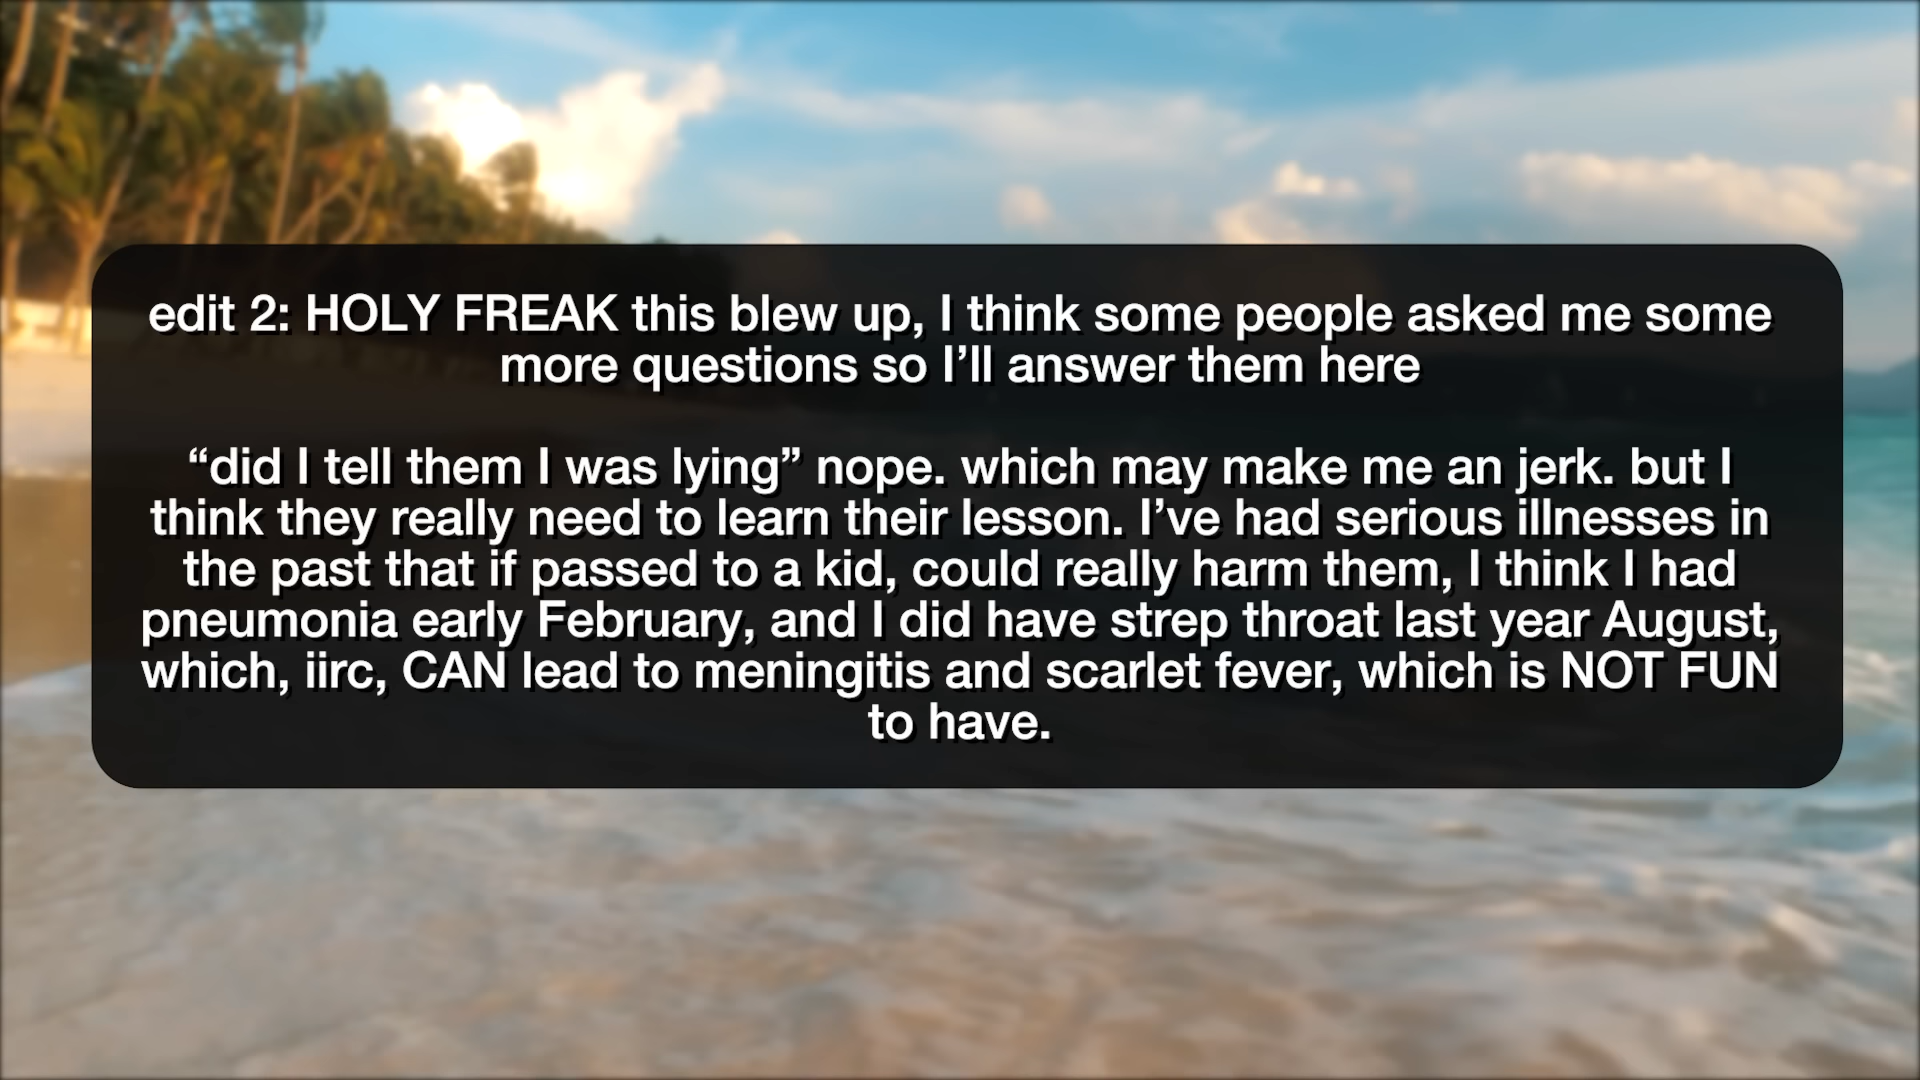 edit 2: HOLY FREAK this blew up, I think some people asked me some
more questions so I’ll answer them here
“did I tell them I was lying” nope. which may make me an jerk. but I
think they really need to learn their lesson. I’ve had serious illnesses in
the past that if passed to a kid, could really harm them, I think I had
pneumonia early February, and I did have strep throat last year August,
which, iirc, CAN lead to meningitis and scarlet fever, which is NOT FUN
to have.